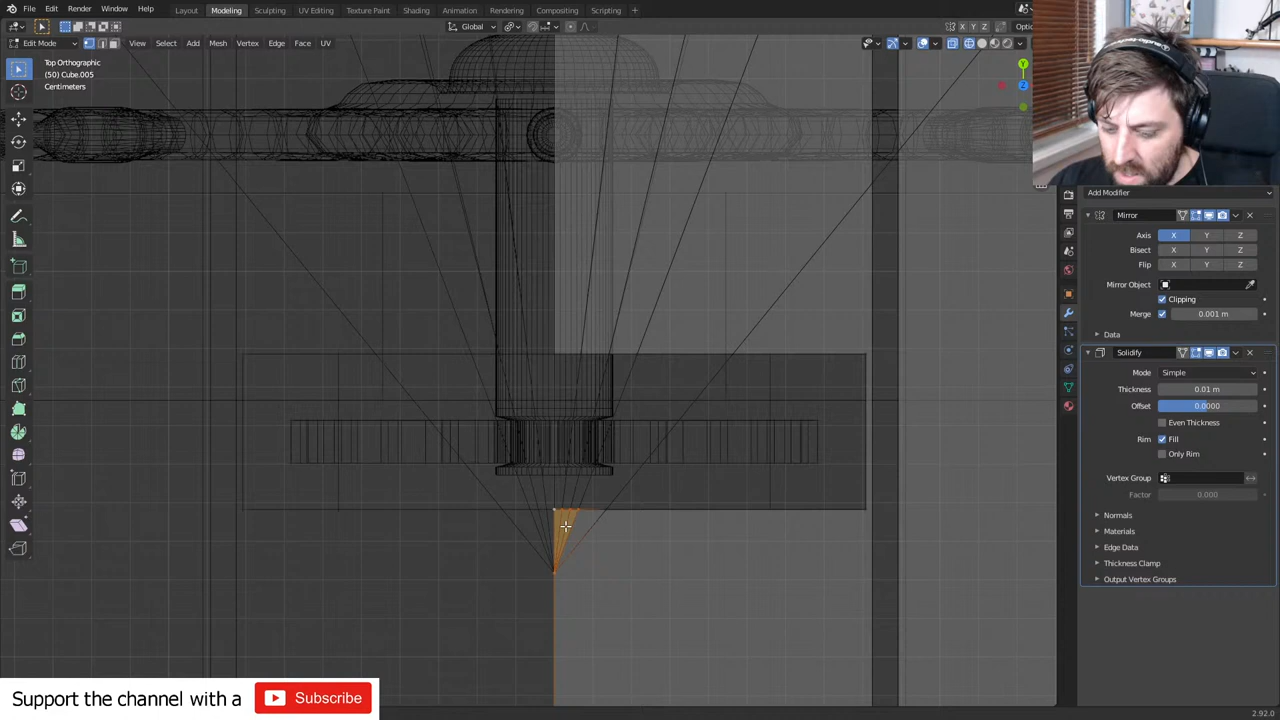 File Edit Render Window Help Layout Modeling Sculpting UV Editing Texture Paint Shading Animation Rendering Compositing Scripting +
Global
X Y Z Optio
Edit Mode View Select Add Mesh Vertex Edge Face UV
Top Orthographic
(50) Cube.005
Centimeters
Y
Z
Add Modifier
Mirror
Axis X Y Z
Bisect X Y Z
Flip X Y Z
Mirror Object
Clipping
Merge 0.001 m
Data
Solidify
Mode Simple
Thickness 0.01 m
Offset 0.0000
Even Thickness
Rim Fill
Only Rim
Vertex Group
Factor 0.000
Normals
Materials
Edge Data
Thickness Clamp
Output Vertex Groups
Support the channel with a Subscribe
2.92.0